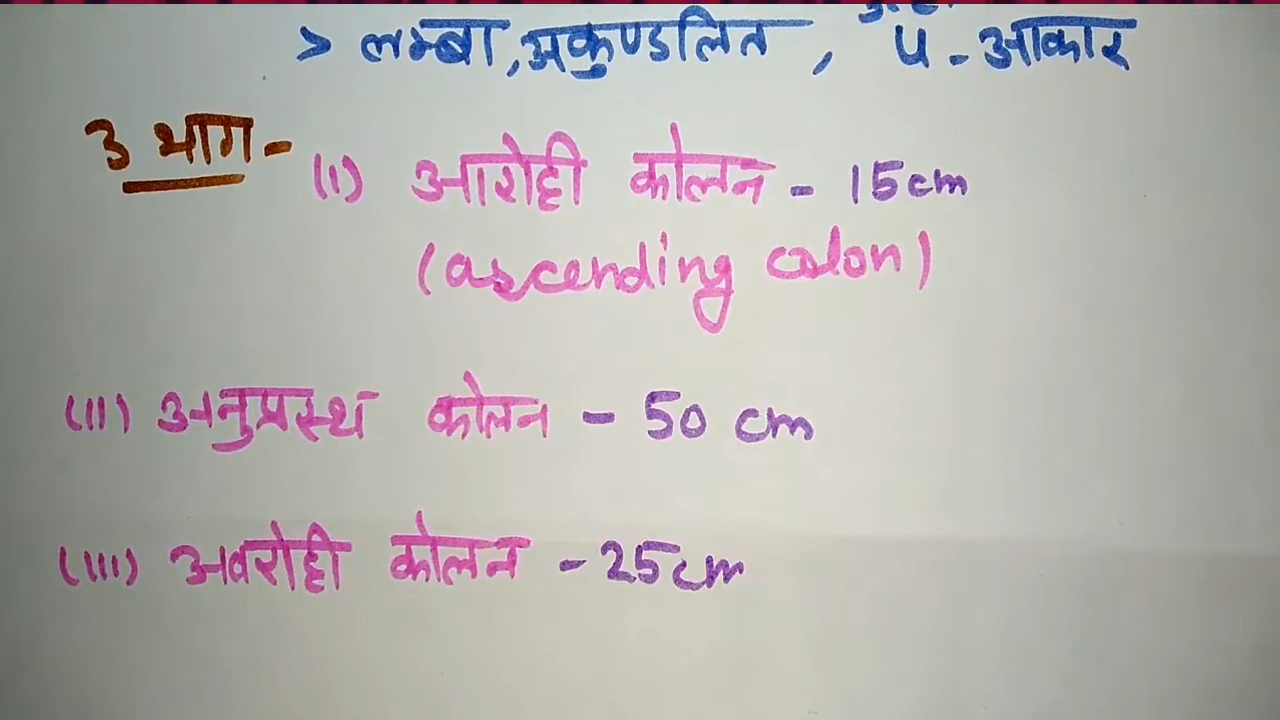 > लम्बा, अकुण्डलित, U - आकार
3 भाग -
(i) आरोही कोलन - 15cm
(ascending colon)
(ii) अनुप्रस्थ कोलन - 50 cm
(iii) अवरोही कोलन - 25cm